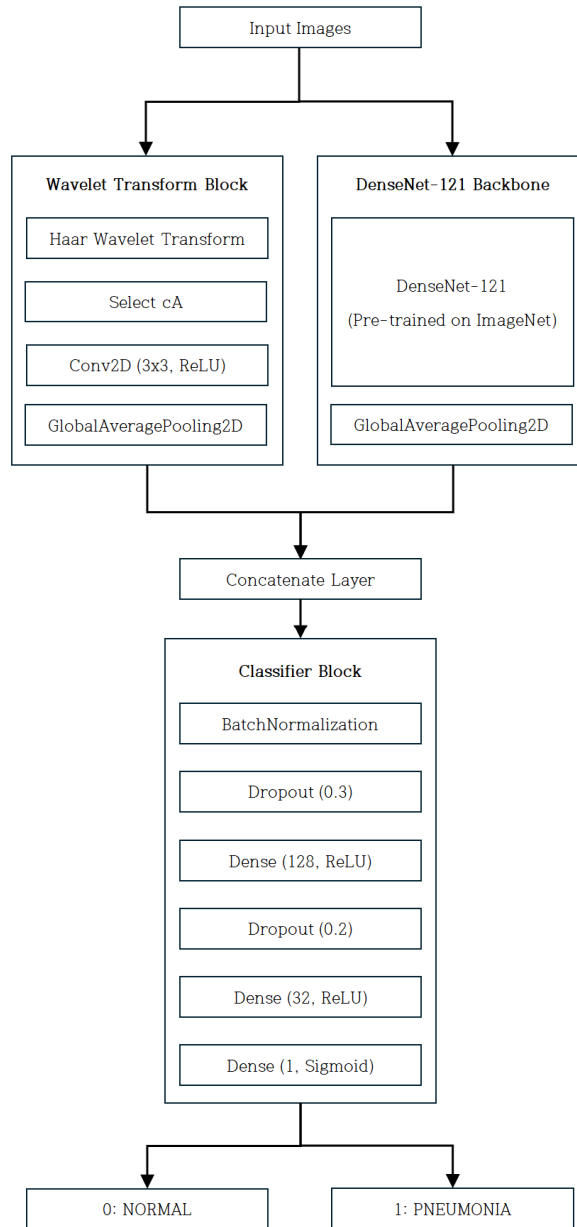 Input Images
Wavelet Transform Block
Haar Wavelet Transform
Select cA
Conv2D (3x3, ReLU)
GlobalAveragePooling2D
DenseNet-121 Backbone
DenseNet-121
(Pre-trained on ImageNet)
GlobalAveragePooling2D
Concatenate Layer
Classifier Block
BatchNormalization
Dropout (0.3)
Dense (128, ReLU)
Dropout (0.2)
Dense (32, ReLU)
Dense (1, Sigmoid)
0: NORMAL
1: PNEUMONIA